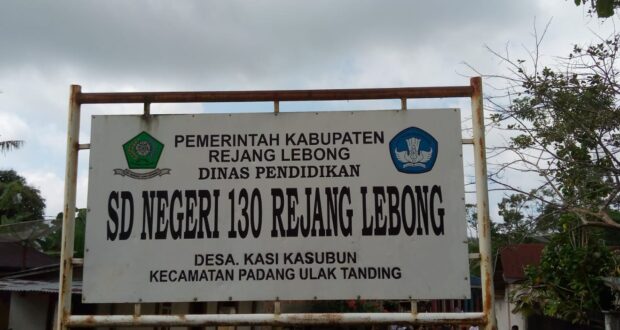 PEMERINTAH KABUPATEN
REJANG LEBONG
DINAS PENDIDIKAN
SD NEGERI 130 REJANG LEBONG
DESA. KASI KASUBUN
KECAMATAN PADANG ULAK TANDING